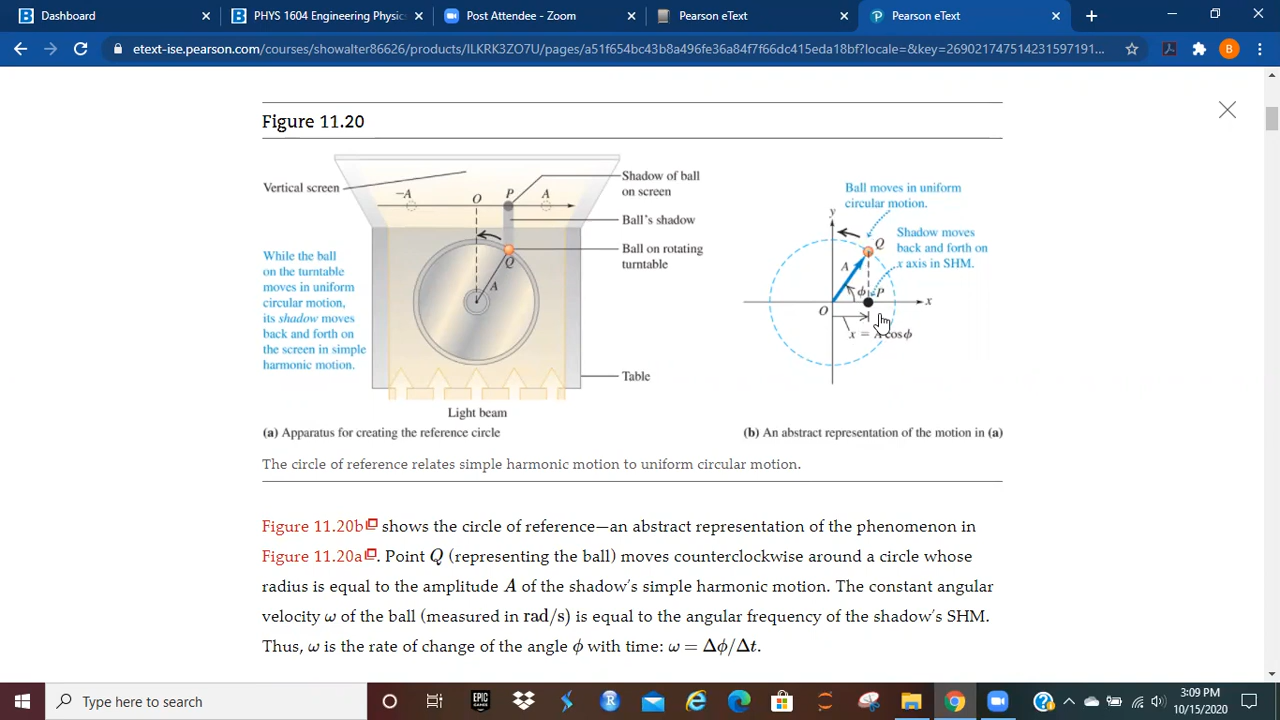 Dashboard
PHYS 1604 Engineering Physic
Post Attendee - Zoom
Pearson eText
Pearson eText
etext-ise.pearson.com/courses/showalter86626/products/ILKRK3ZO7U/pages/a51f654bc43b8a496fe36a84f7f66dc415eda18bf?locale=&key=269021747514231597191...
Figure 11.20
Vertical screen
−A
O
P
A
Shadow of ball
on screen
Ball's shadow
Ball on rotating
turntable
Q
A
While the ball
on the turntable
moves in uniform
circular motion,
its shadow moves
back and forth on
the screen in simple
harmonic motion.
Table
Light beam
(a) Apparatus for creating the reference circle
Ball moves in uniform
circular motion.
y
Q
Shadow moves
back and forth on
x axis in SHM.
A
ϕ
P
O
x
x = A cosϕ
(b) An abstract representation of the motion in (a)
The circle of reference relates simple harmonic motion to uniform circular motion.
Figure 11.20b shows the circle of reference—an abstract representation of the phenomenon in
Figure 11.20a. Point Q (representing the ball) moves counterclockwise around a circle whose
radius is equal to the amplitude A of the shadow's simple harmonic motion. The constant angular
velocity ω of the ball (measured in rad/s) is equal to the angular frequency of the shadow's SHM.
Thus, ω is the rate of change of the angle ϕ with time: ω = Δϕ/Δt.
Type here to search
EPIC GAMES
3:09 PM
10/15/2020